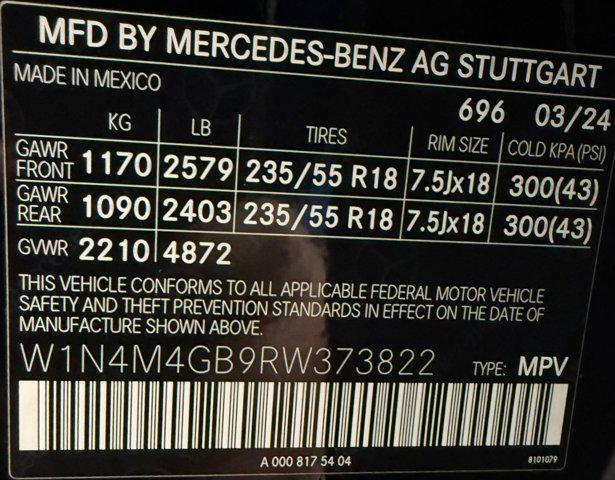 MFD BY MERCEDES-BENZ AG STUTTGART
MADE IN MEXICO
696 03/24
KG LB TIRES RIM SIZE COLD KPA (PSI)
GAWR FRONT 1170 2579 235/55 R18 7.5Jx18 300(43)
GAWR REAR 1090 2403 235/55 R18 7.5Jx18 300(43)
GVWR 2210 4872
THIS VEHICLE CONFORMS TO ALL APPLICABLE FEDERAL MOTOR VEHICLE
SAFETY AND THEFT PREVENTION STANDARDS IN EFFECT ON THE DATE OF
MANUFACTURE SHOWN ABOVE.
W1N4M4GB9RW373822 TYPE: MPV
A 000 817 54 04 8101079